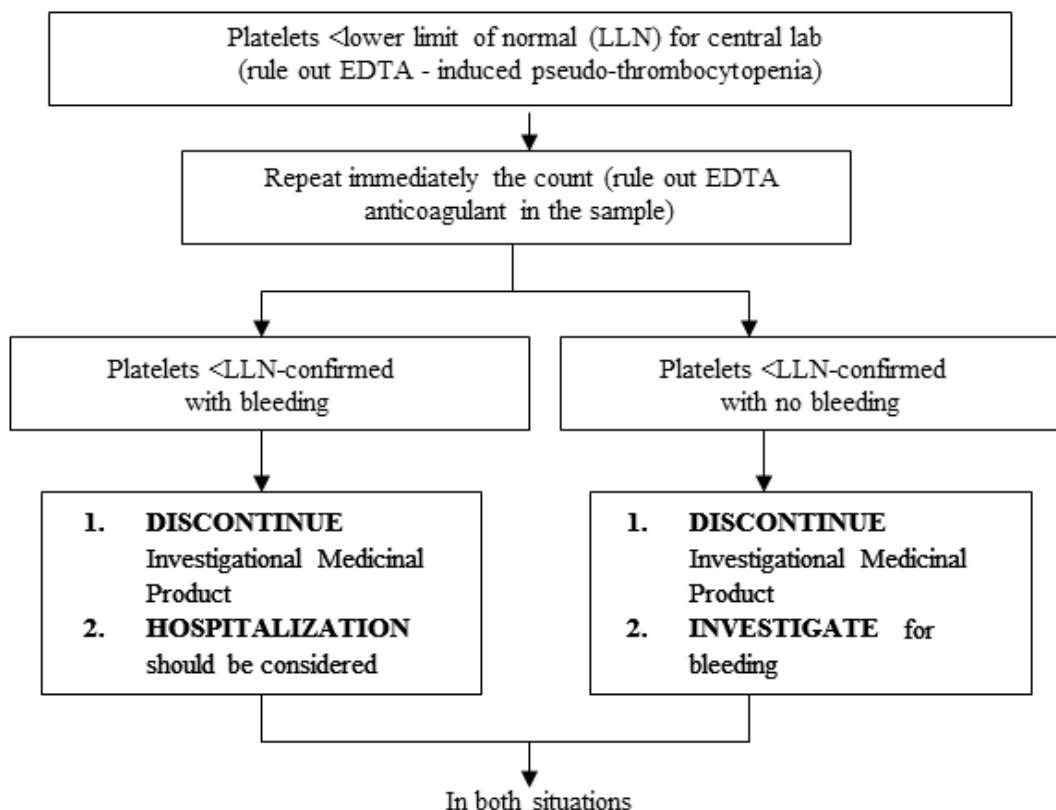 Platelets <lower limit of normal (LLN) for central lab
(rule out EDTA - induced pseudo-thrombocytopenia)
Repeat immediately the count (rule out EDTA
anticoagulant in the sample)
Platelets <LLN-confirmed
with bleeding
Platelets <LLN-confirmed
with no bleeding
1. DISCONTINUE
Investigational Medicinal
Product
2. HOSPITALIZATION
should be considered
1. DISCONTINUE
Investigational Medicinal
Product
2. INVESTIGATE for
bleeding
In both situations